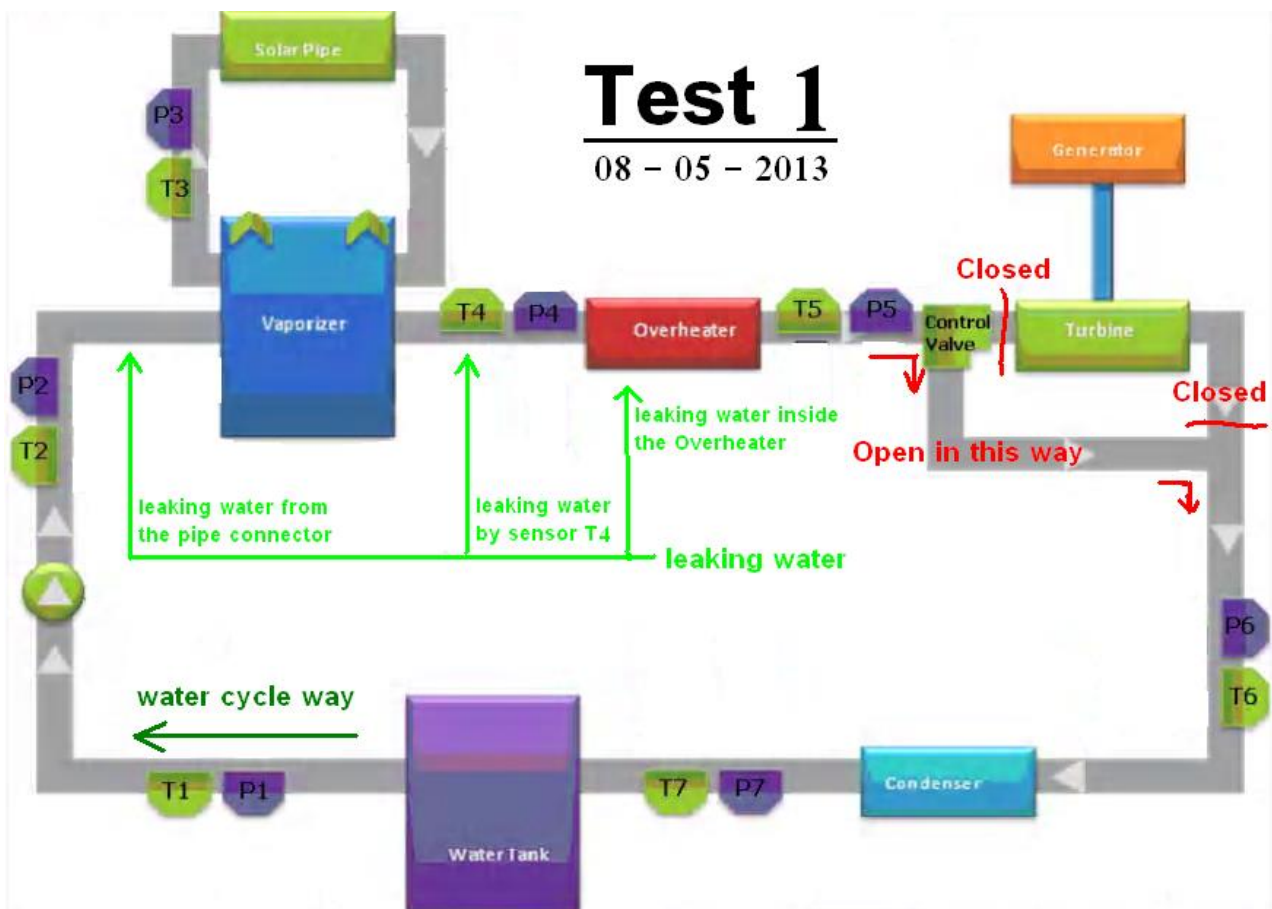 Solar Pipe
Test 1
08 - 05 - 2013
P3
T3
Generator
Closed
Vaporizer
T4
P4
Overheater
T5
P5
Control
Valve
Turbine
P2
T2
Closed
leaking water inside
the Overheater
Open in this way
leaking water from
the pipe connector
leaking water
by sensor T4
leaking water
P6
T6
water cycle way
T1
P1
T7
P7
Condenser
Water Tank